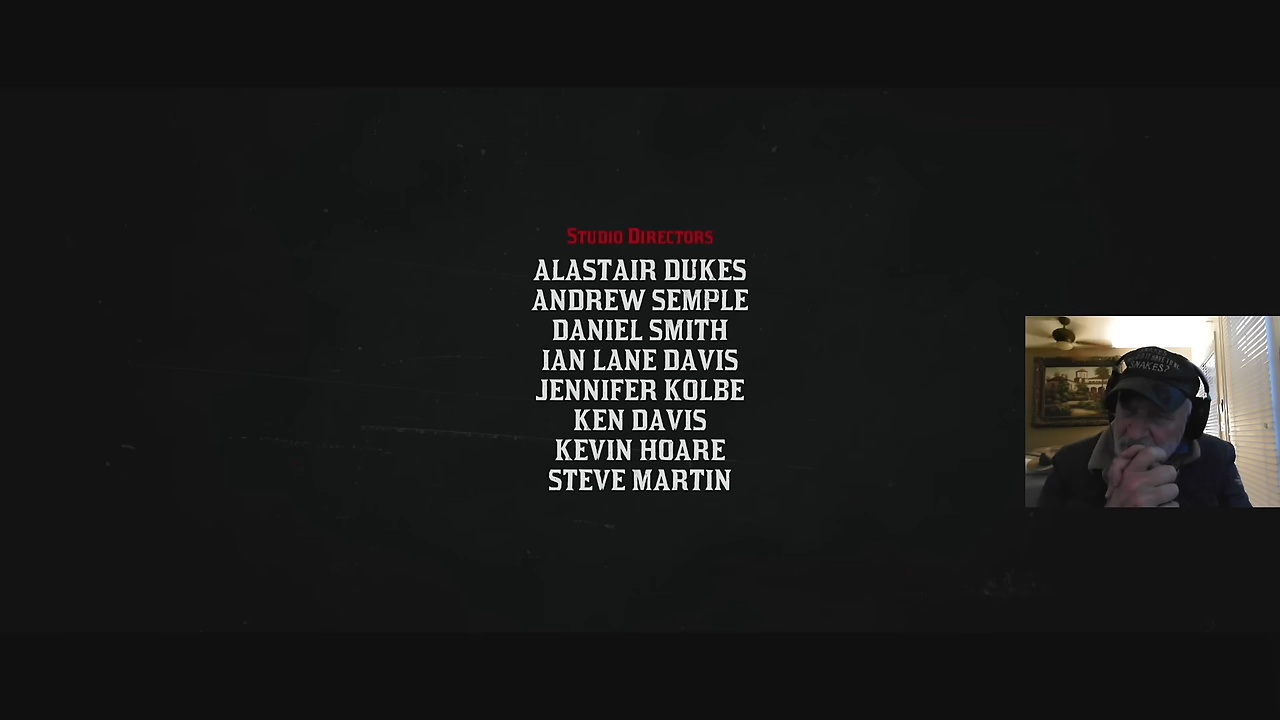 Studio Directors
ALASTAIR DUKES
ANDREW SEMPLE
DANIEL SMITH
IAN LANE DAVIS
JENNIFER KOLBE
KEN DAVIS
KEVIN HOARE
STEVE MARTIN
SNAKES?